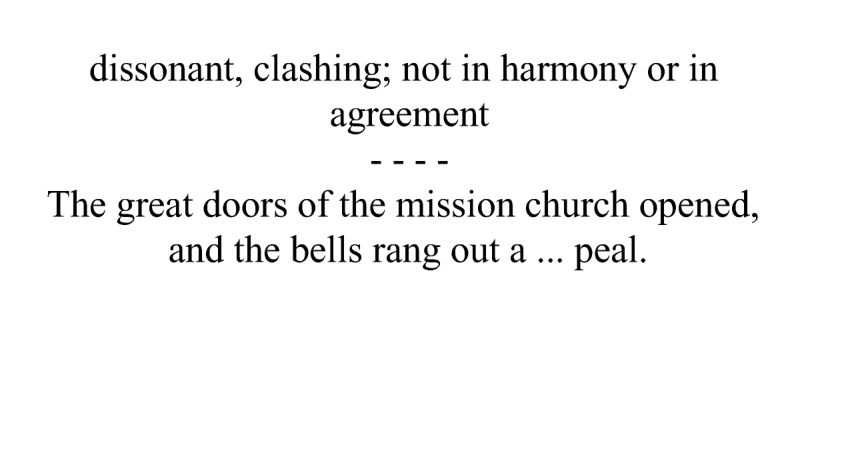 dissonant, clashing; not in harmony or in
agreement
- - - -
The great doors of the mission church opened,
and the bells rang out a ... peal.